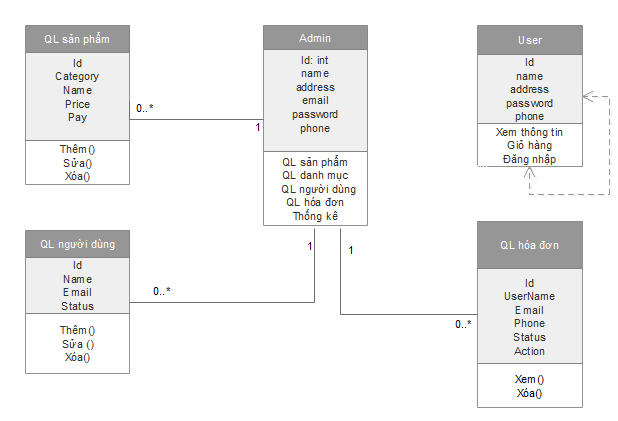 QL sản phẩm
Id
Category
Name
Price
Pay
Thêm()
Sửa()
Xóa()
0..*
1
Admin
Id: int
name
address
email
password
phone
QL sản phẩm
QL danh mục
QL người dùng
QL hóa đơn
Thống kê
User
Id
name
address
password
phone
Xem thông tin
Giỏ hàng
Đăng nhập
QL người dùng
Id
Name
Email
Status
Thêm()
Sửa ()
Xóa()
0..*
1
1
0..*
QL hóa đơn
Id
UserName
Email
Phone
Status
Action
Xem()
Xóa()